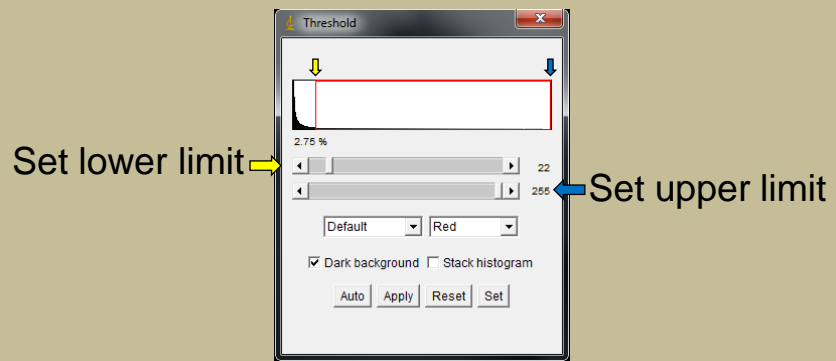 Threshold
2.75 %
Set lower limit
22
255
Set upper limit
Default Red
Dark background Stack histogram
Auto Apply Reset Set